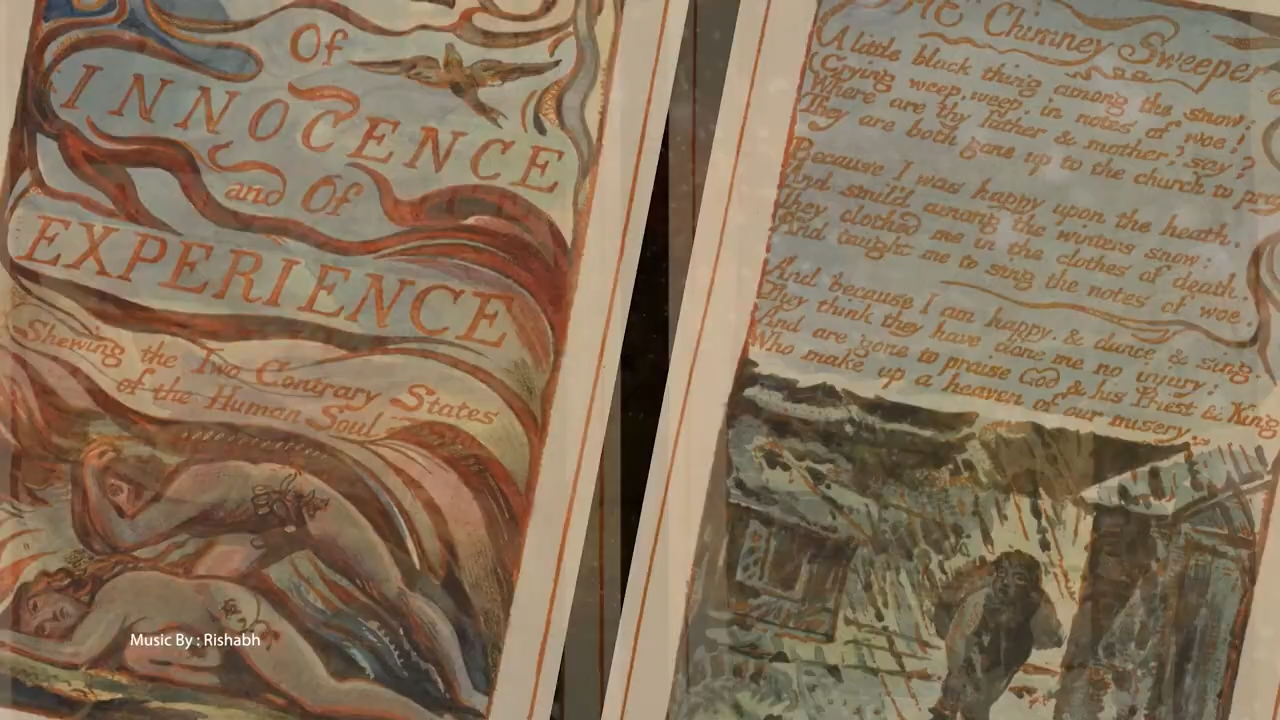 Of
INNOCENCE
and Of
EXPERIENCE
Shewing the Two Contrary States
of the Human Soul
Music By : Rishabh
THE Chimney Sweeper
A little black thing among the snow:
Crying weep, weep, in notes of woe!
Where are thy father & mother? say?
They are both gone up to the church to pray
Because I was happy upon the heath.
And smil'd among the winters snow:
They clothed me in the clothes of death.
And taught me to sing the notes of woe.
And because I am happy, & dance & sing.
They think they have done me no injury:
And are gone to praise God & his Priest & King
Who make up a heaven of our misery.